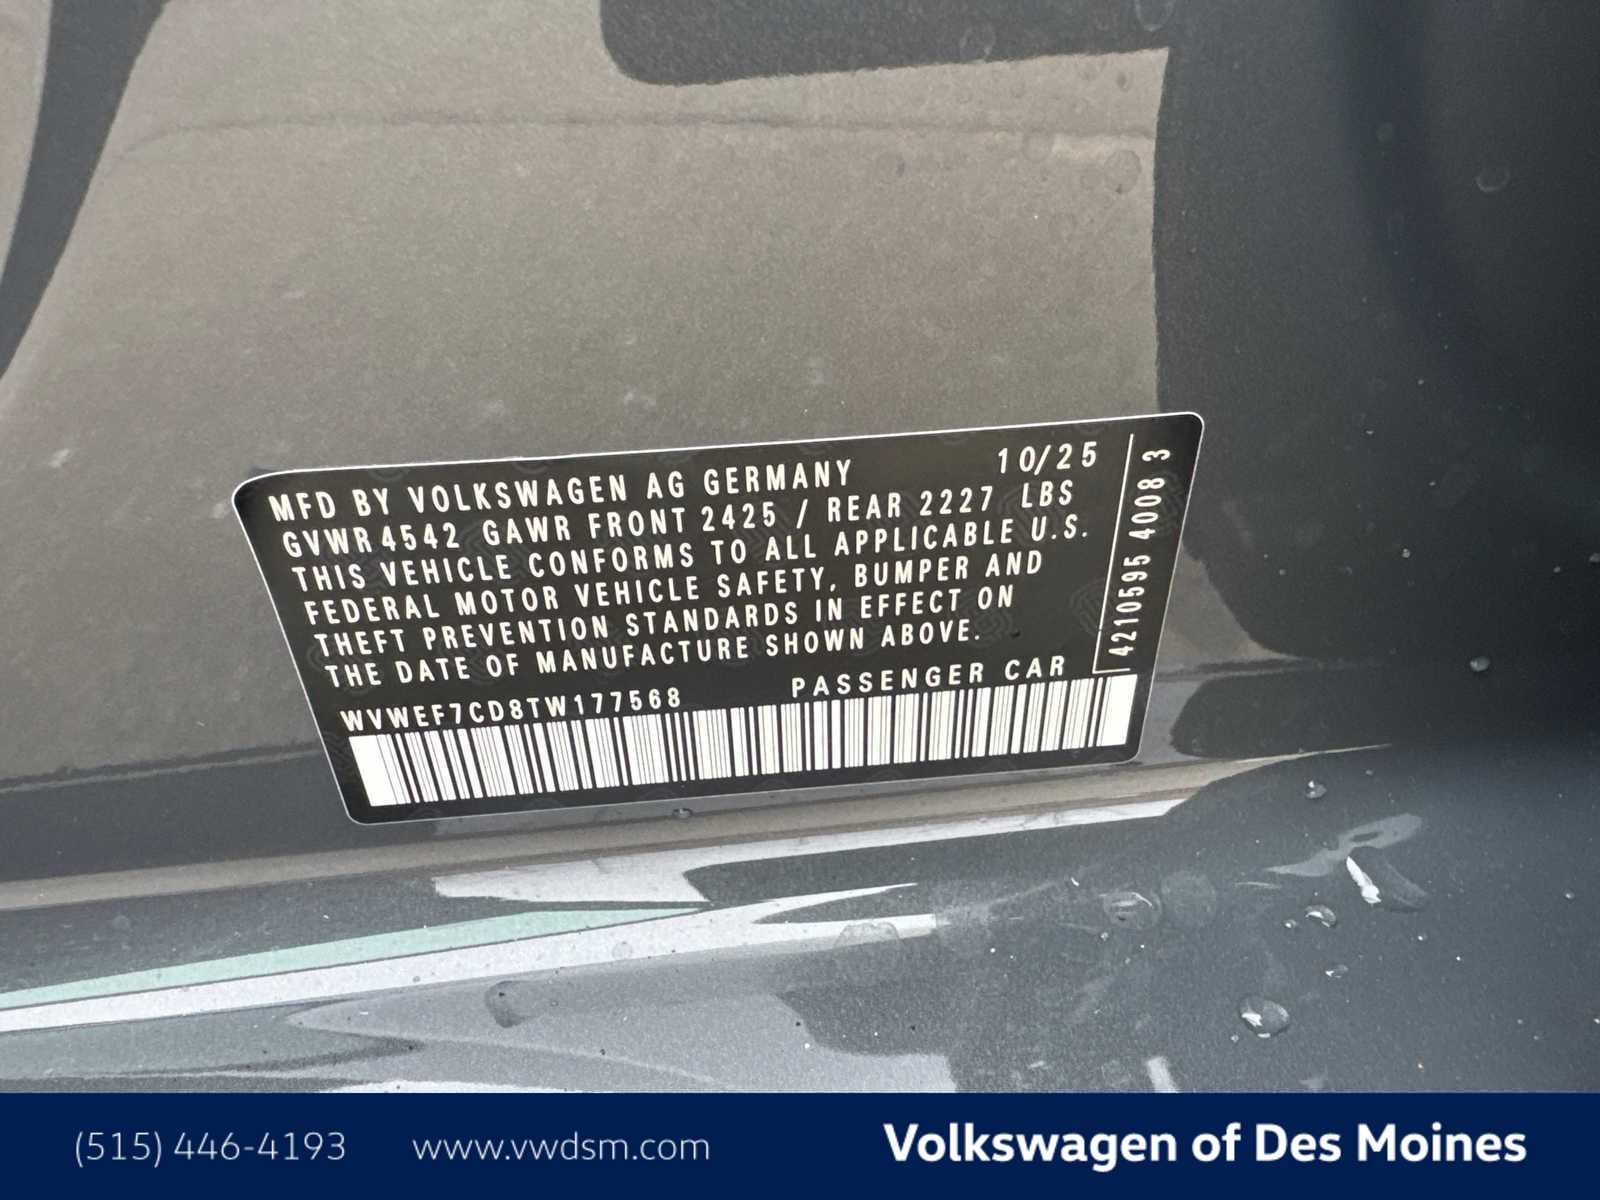 MFD BY VOLKSWAGEN AG GERMANY 10/25
GVWR 4542 GAWR FRONT 2425 / REAR 2227 LBS
THIS VEHICLE CONFORMS TO ALL APPLICABLE U.S.
FEDERAL MOTOR VEHICLE SAFETY, BUMPER AND
THEFT PREVENTION STANDARDS IN EFFECT ON
THE DATE OF MANUFACTURE SHOWN ABOVE.
WVWEF7CD8TW177568 PASSENGER CAR
4210595 4008 3
(515) 446-4193 www.vwdsm.com Volkswagen of Des Moines